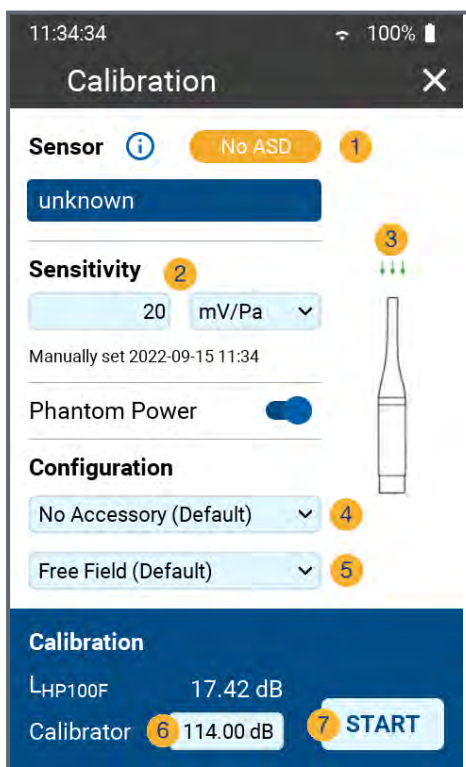 11:34:34 100%
Calibration
Sensor No ASD 1
unknown
3
Sensitivity 2
20 mV/Pa
Manually set 2022-09-15 11:34
Phantom Power
Configuration
No Accessory (Default) 4
Free Field (Default) 5
Calibration
LHP100F 17.42 dB
Calibrator 6 114.00 dB 7 START